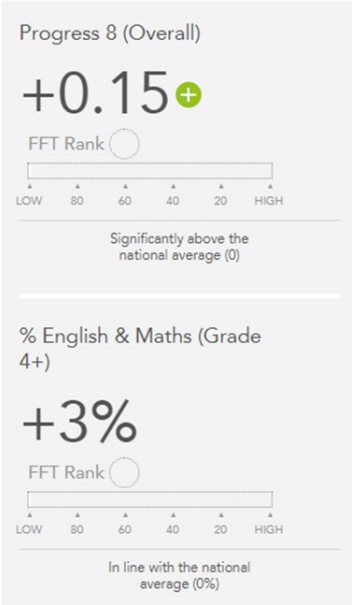 Progress 8 (Overall)
+0.15 +
FFT Rank
LOW 80 60 40 20 HIGH
Significantly above the
national average (0)
% English & Maths (Grade
4+)
+3%
FFT Rank
LOW 80 60 40 20 HIGH
In line with the national
average (0%)